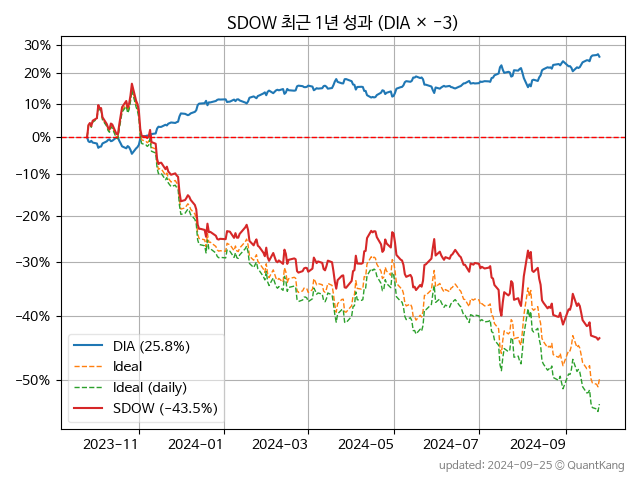 SDOW 최근 1년 성과 (DIA × −3)
30%
20%
10%
0%
−10%
−20%
−30%
−40%
−50%
DIA (25.8%)
Ideal
Ideal (daily)
SDOW (−43.5%)
2023-11
2024-01
2024-03
2024-05
2024-07
2024-09
updated: 2024-09-25 © QuantKang